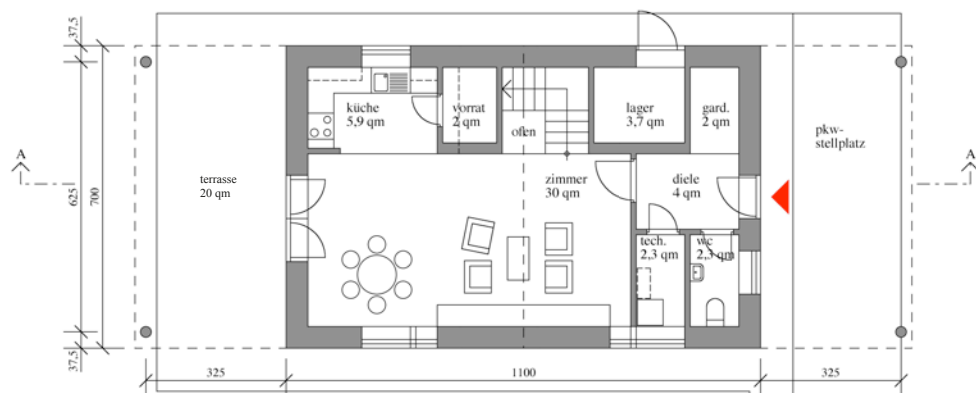 37,5
küche
5,9 qm
vorrat
2 qm
ofen
lager
3,7 qm
gard.
2 qm
pkw-
stellplatz
A
A
terrasse
20 qm
zimmer
30 qm
diele
4 qm
625
700
tech.
2,3 qm
wc
2,3 qm
37,5
325
1100
325